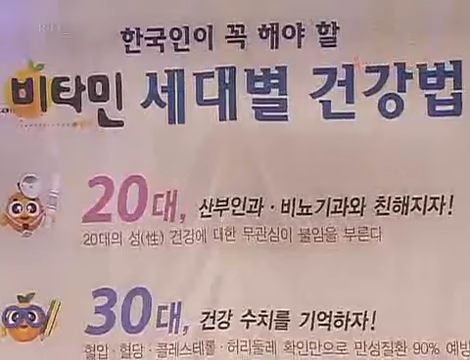 한국인이 꼭 해야 할
비타민 세대별 건강법
20대, 산부인과·비뇨기과와 친해지자!
20대의 성(性) 건강에 대한 무관심이 불임을 부른다
30대, 건강 수치를 기억하자!
혈압·혈당·콜레스테롤·허리둘레 확인만으로 만성질환 90% 예방